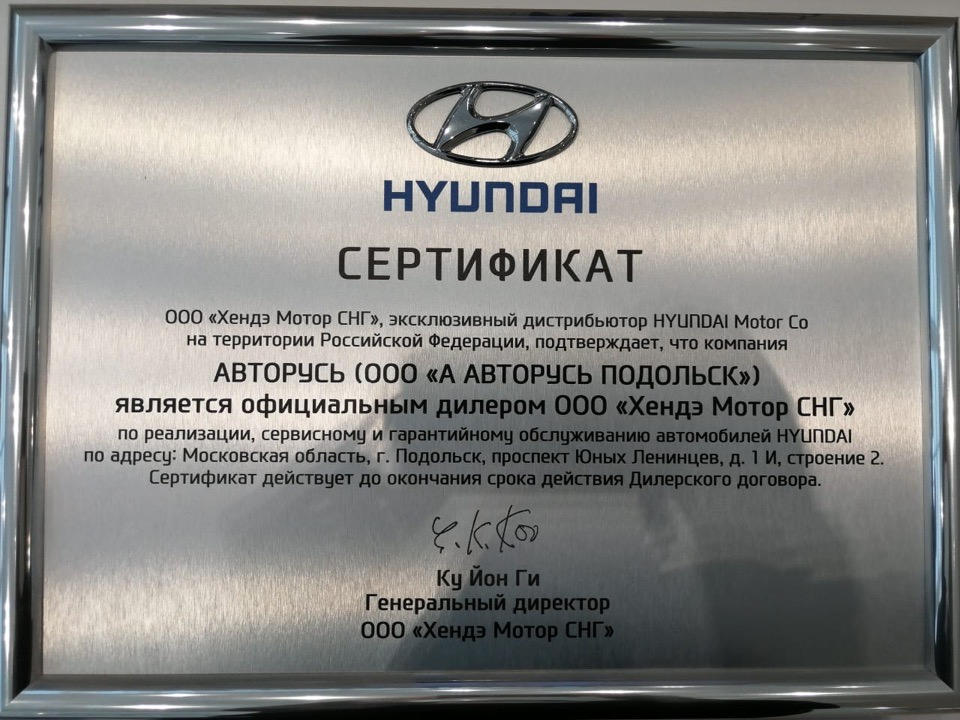 HYUNDAI
СЕРТИФИКАТ
ООО «Хендэ Мотор СНГ», эксклюзивный дистрибьютор HYUNDAI Motor Co
на территории Российской Федерации, подтверждает, что компания
АВТОРУСЬ (ООО «А АВТОРУСЬ ПОДОЛЬСК»)
является официальным дилером ООО «Хендэ Мотор СНГ»
по реализации, сервисному и гарантийному обслуживанию автомобилей HYUNDAI
по адресу: Московская область, г. Подольск, проспект Юных Ленинцев, д. 1 И, строение 2.
Сертификат действует до окончания срока действия Дилерского договора.
Ку Йон Ги
Генеральный директор
ООО «Хендэ Мотор СНГ»